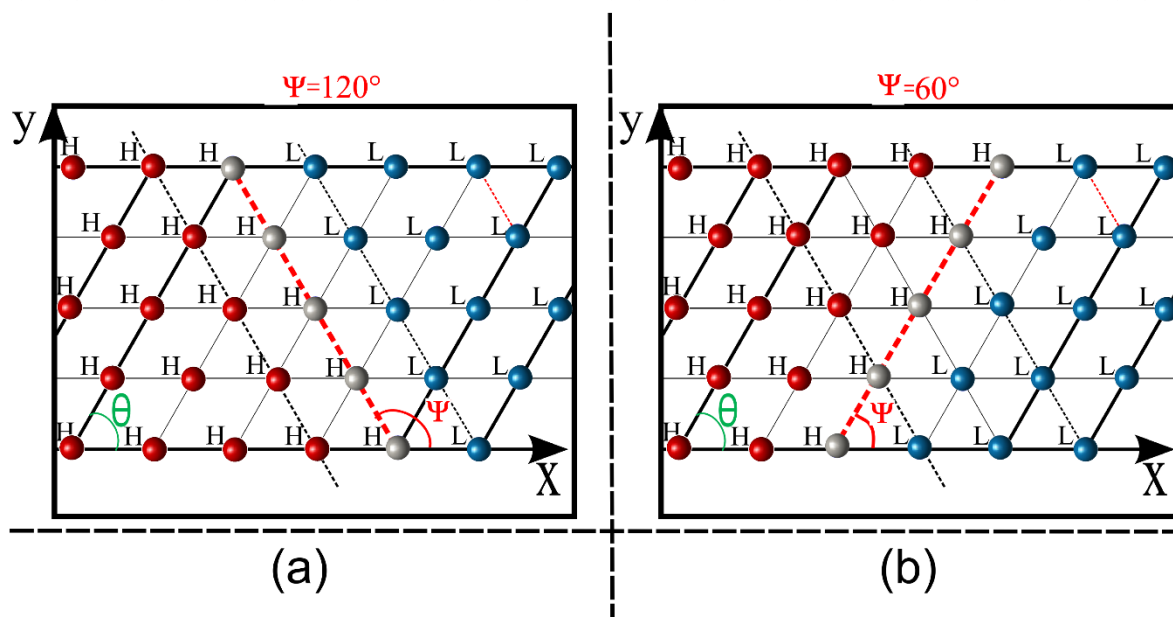 Ψ=120°
y
H H H L L L L
H H H L L L
H H H H L L L
H H H H L L
θ Ψ
H H H H H L
X
(a)
Ψ=60°
y
H H H H H L L
H H H H L L
H H H H L L L
H H H L L L
θ Ψ
H H H L L L
X
(b)